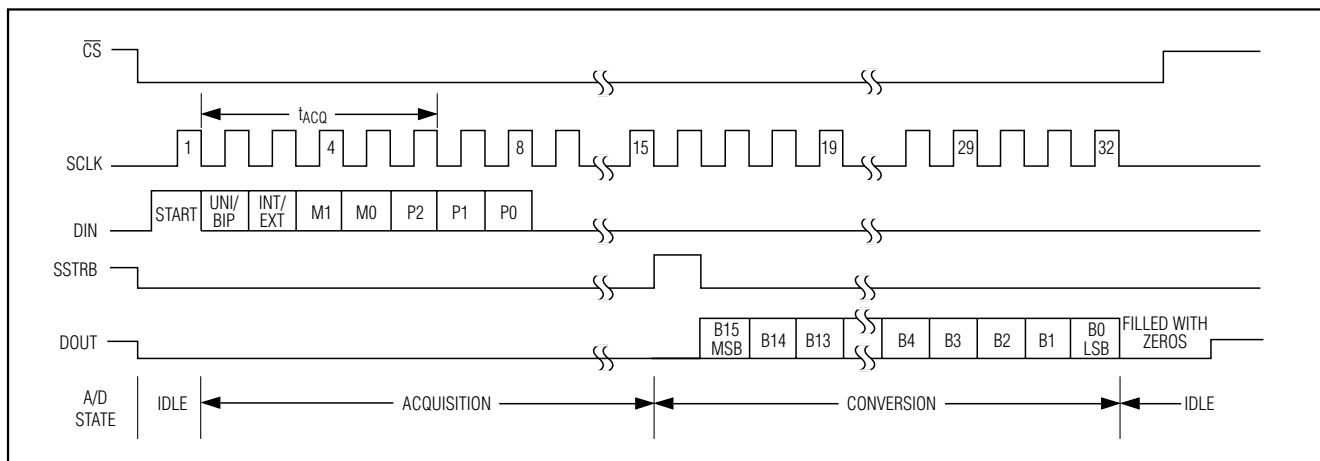 CS
tACQ
SCLK 1 4 8 15 19 29 32
DIN START UNI/BIP INT/EXT M1 M0 P2 P1 P0
SSTRB
DOUT B15 MSB B14 B13 B4 B3 B2 B1 B0 LSB FILLED WITH ZEROS
A/D STATE IDLE ACQUISITION CONVERSION IDLE